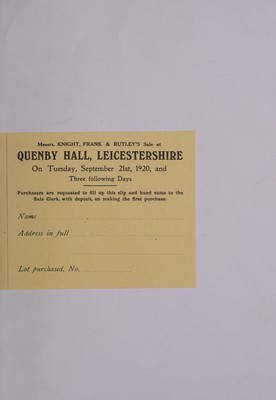 Messrs. KNIGHT, FRANK & RUTLEY'S Sale at
QUENBY HALL, LEICESTERSHIRE
On Tuesday, September 21st, 1920, and
Three following Days
Purchasers are requested to fill up this slip and hand same to the
Sale Clerk, with deposit, on making the first purchase.
Name
Address in full
Lot purchased, No.